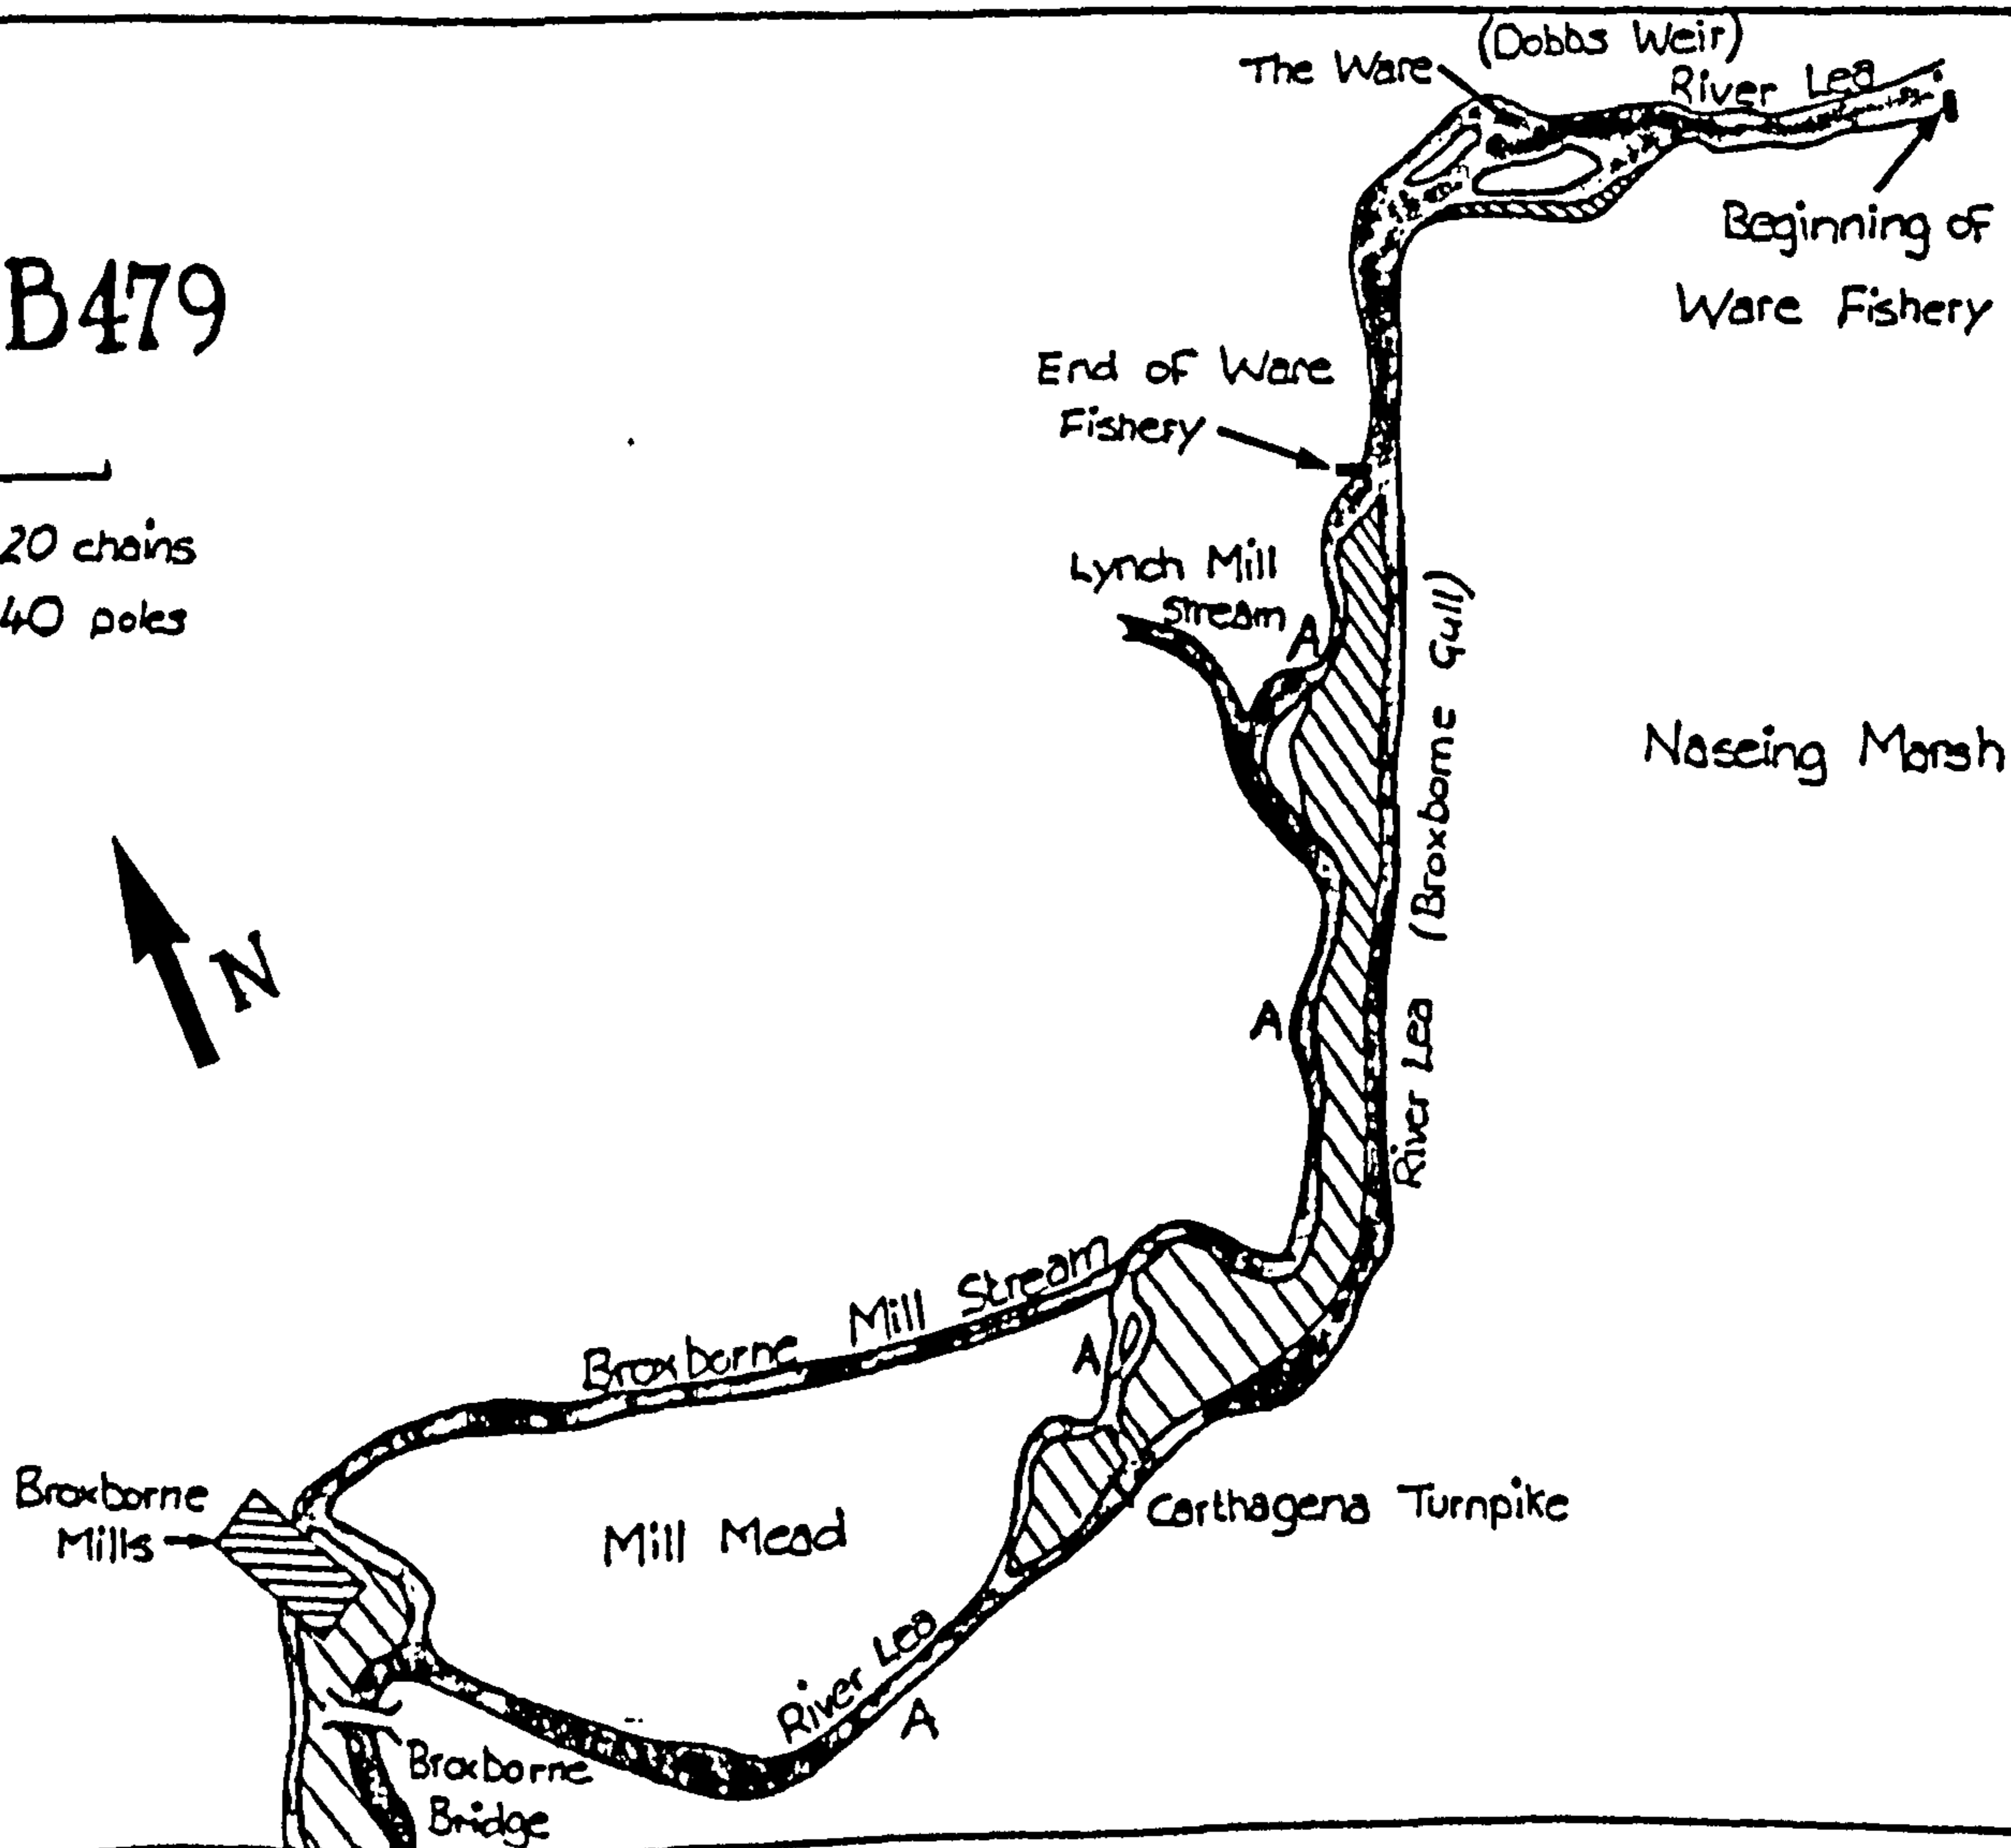 (Dobbs Weir)
The Ware
River Lea
Beginning of
Ware Fishery
B479
End of Ware
Fishery
20 chains
40 poles
Lynch Mill
Stream
A
(Broxborne Gull)
Naseing Marsh
N
A
River Lea
Broxborne Mill Stream
A
Broxborne
Mills
Mill Mead
Carthagena Turnpike
River Lea
A
Broxborne
Bridge